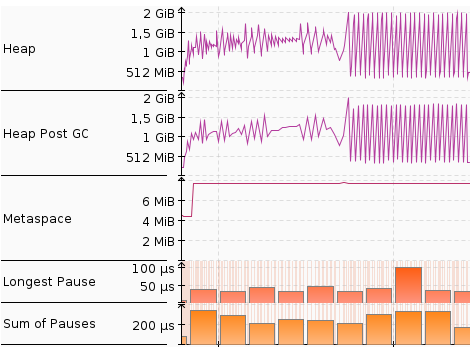 Heap
2 GiB
1,5 GiB
1 GiB
512 MiB
Heap Post GC
2 GiB
1,5 GiB
1 GiB
512 MiB
Metaspace
6 MiB
4 MiB
2 MiB
Longest Pause
100 µs
50 µs
Sum of Pauses
200 µs